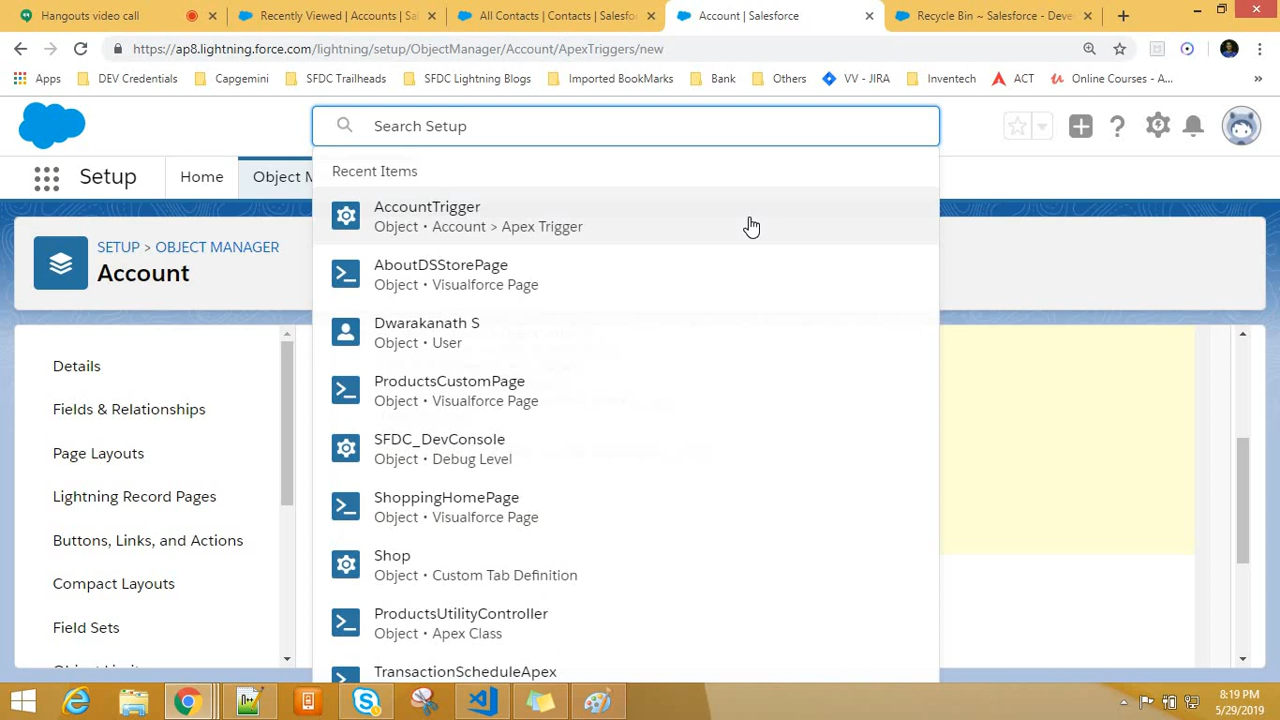 Hangouts video call
Recently Viewed | Accounts | Sal
All Contacts | Contacts | Salesfor
Account | Salesforce
Recycle Bin ~ Salesforce - Deve
https://ap8.lightning.force.com/lightning/setup/ObjectManager/Account/ApexTriggers/new
Apps
DEV Credentials
Capgemini
SFDC Trailheads
SFDC Lightning Blogs
Imported BookMarks
Bank
Others
VV - JIRA
Inventech
ACT
Online Courses - A...
»
Search Setup
Setup
Home
Object M
Recent Items
AccountTrigger
Object • Account > Apex Trigger
AboutDSStorePage
Object • Visualforce Page
Dwarakanath S
Object • User
ProductsCustomPage
Object • Visualforce Page
SFDC_DevConsole
Object • Debug Level
ShoppingHomePage
Object • Visualforce Page
Shop
Object • Custom Tab Definition
ProductsUtilityController
Object • Apex Class
TransactionScheduleApex
SETUP > OBJECT MANAGER
Account
Details
Fields & Relationships
Page Layouts
Lightning Record Pages
Buttons, Links, and Actions
Compact Layouts
Field Sets
8:19 PM
5/29/2019